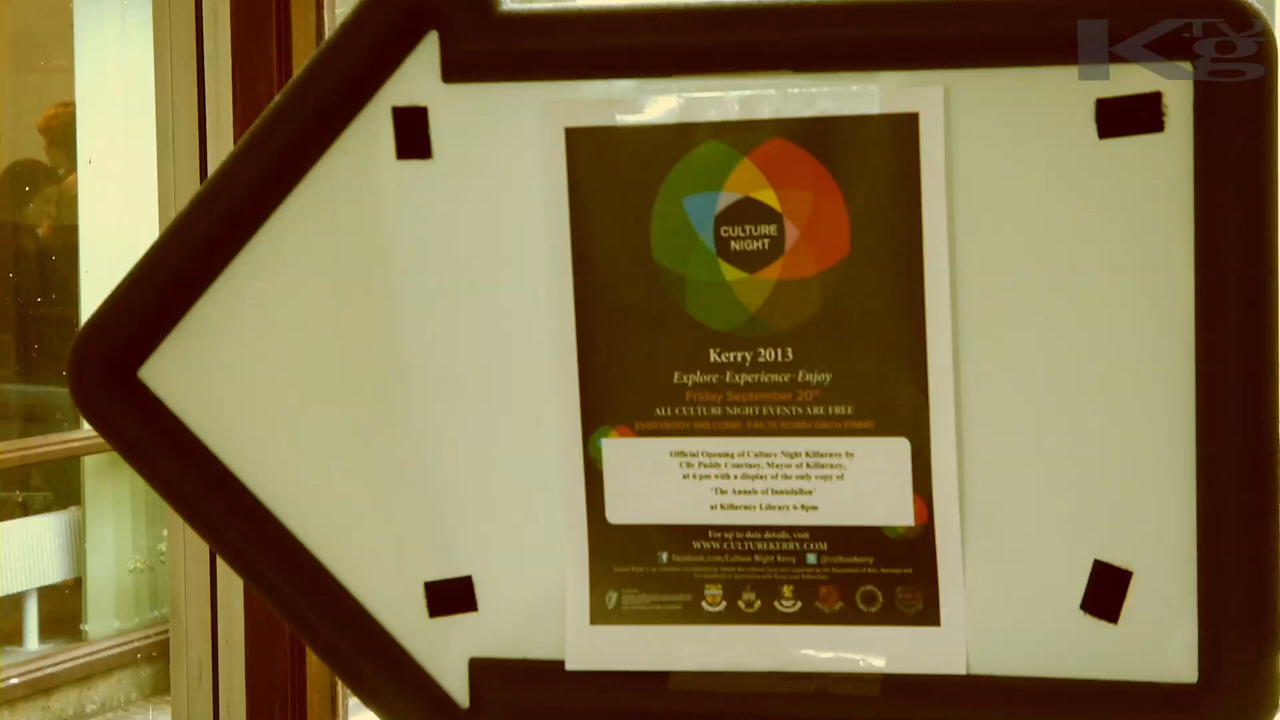 KTV
g
CULTURE
NIGHT
Kerry 2013
Explore · Experience · Enjoy
Friday September 20th
ALL CULTURE NIGHT EVENTS ARE FREE
EVERYBODY WELCOME FAILTE ROIMH GACH EINNE
Official Opening of Culture Night Killarney by
Cllr Paddy Courtney, Mayor of Killarney,
at 6 pm with a display of the only copy of
'The Annals of Innisfallen'
at Killarney Library 6-8pm
For up to date details, visit
WWW.CULTUREKERRY.COM
facebook.com/Culture Night Kerry @culturekerry